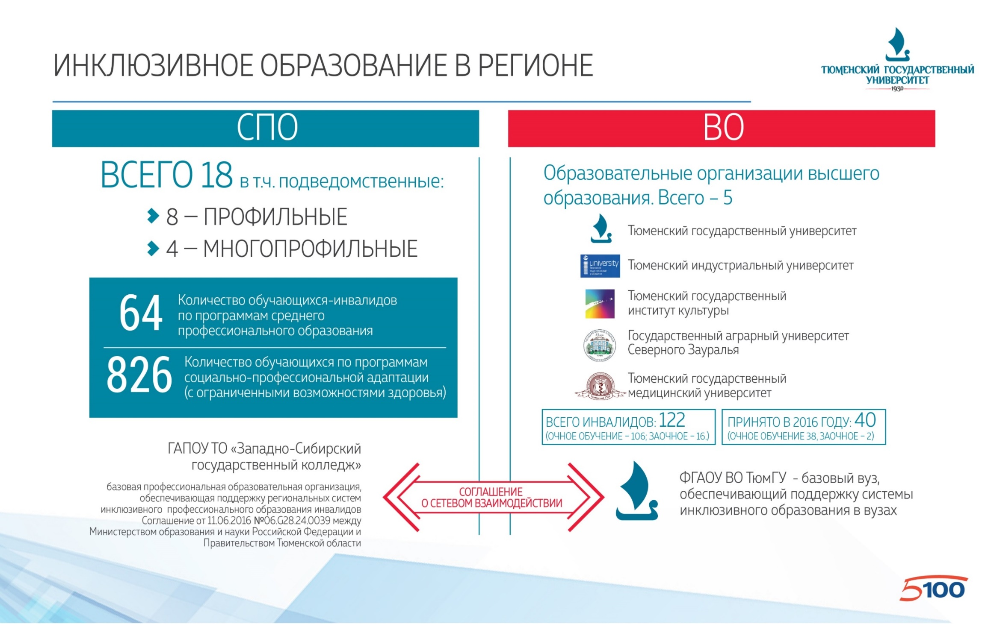 ИНКЛЮЗИВНОЕ ОБРАЗОВАНИЕ В РЕГИОНЕ
ТЮМЕНСКИЙ ГОСУДАРСТВЕННЫЙ
УНИВЕРСИТЕТ
1930
СПО
ВСЕГО 18 в т.ч. подведомственные:
8 – ПРОФИЛЬНЫЕ
4 – МНОГОПРОФИЛЬНЫЕ
64
Количество обучающихся-инвалидов
по программам среднего
профессионального образования
826
Количество обучающихся по программам
социально-профессиональной адаптации
(с ограниченными возможностями здоровья)
ГАПОУ ТО «Западно-Сибирский
государственный колледж»
базовая профессиональная образовательная организация,
обеспечивающая поддержку региональных систем
инклюзивного профессионального образования инвалидов
Соглашение от 11.06.2016 №06.G28.24.0039 между
Министерством образования и науки Российской Федерации и
Правительством Тюменской области
СОГЛАШЕНИЕ
О СЕТЕВОМ ВЗАИМОДЕЙСТВИИ
ВО
Образовательные организации высшего
образования. Всего – 5
Тюменский государственный университет
university
Тюменский индустриальный университет
Тюменский государственный
институт культуры
Государственный аграрный университет
Северного Зауралья
Тюменский государственный
медицинский университет
ВСЕГО ИНВАЛИДОВ: 122
(ОЧНОЕ ОБУЧЕНИЕ – 106; ЗАОЧНОЕ – 16.)
ПРИНЯТО В 2016 ГОДУ: 40
(ОЧНОЕ ОБУЧЕНИЕ 38, ЗАОЧНОЕ – 2)
ФГАОУ ВО ТюмГУ - базовый вуз,
обеспечивающий поддержку системы
инклюзивного образования в вузах
5100